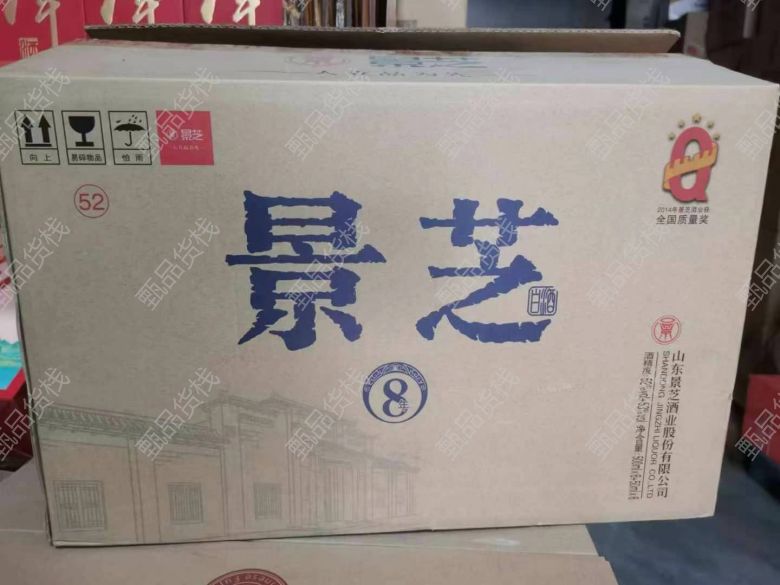 向上
易碎物品
怕雨
景芝
52
景芝
白酒
8年
2014年景芝酒业获
全国质量奖
山东景芝酒业股份有限公司
SHANDONG JINGZHI LIQUOR CO.,LTD
甄品货栈